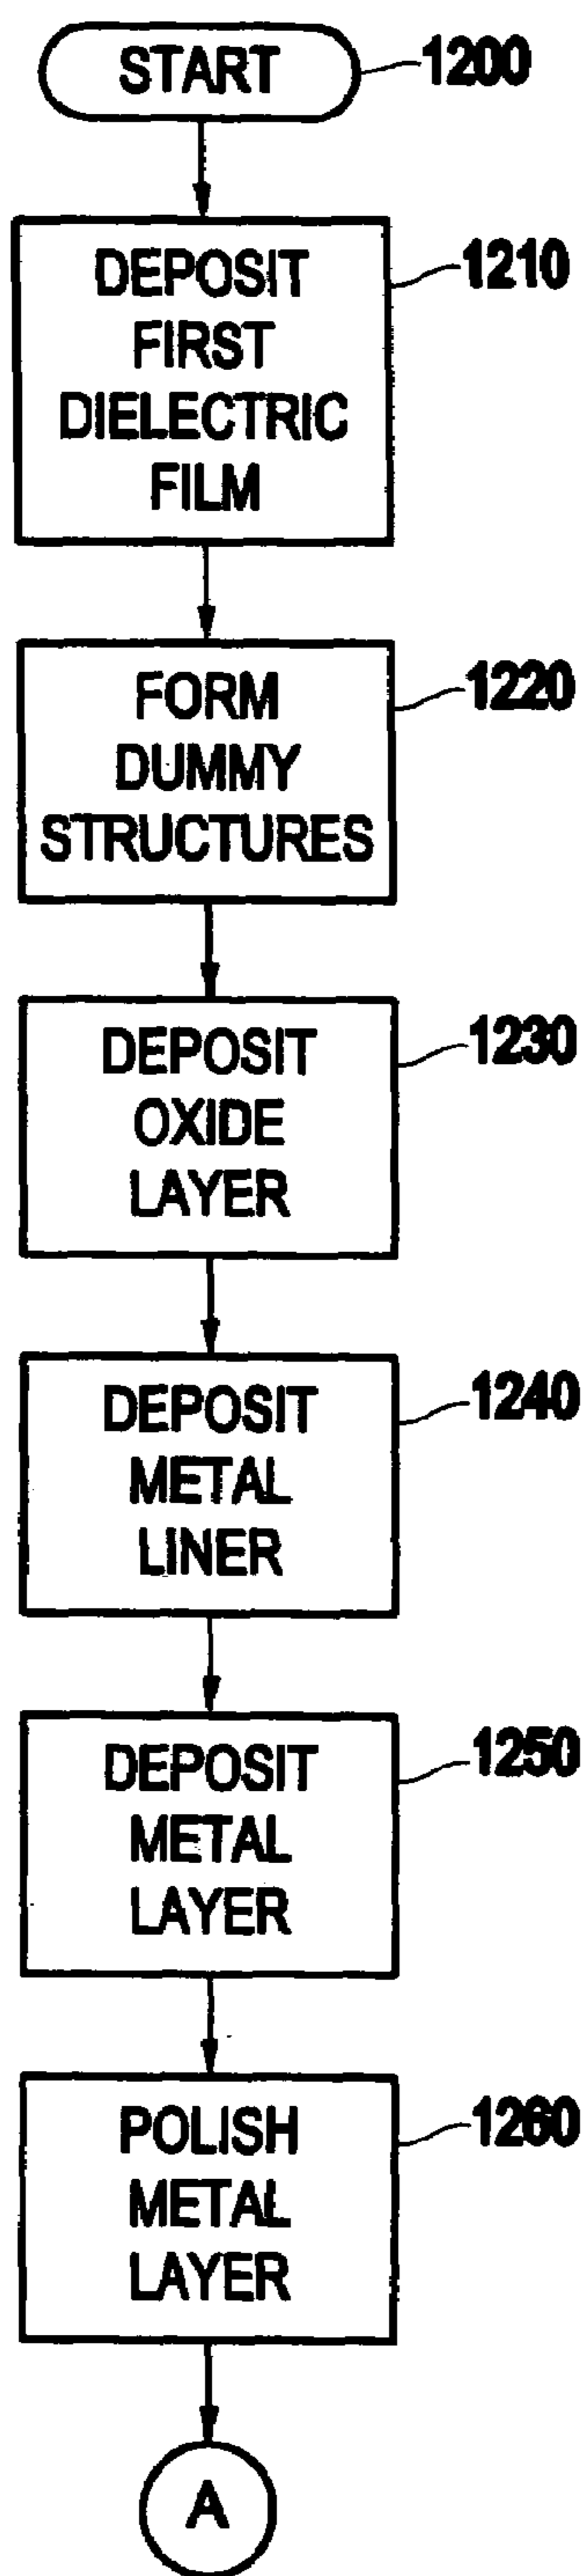 START
1200
DEPOSIT
FIRST
DIELECTRIC
FILM
1210
FORM
DUMMY
STRUCTURES
1220
DEPOSIT
OXIDE
LAYER
1230
DEPOSIT
METAL
LINER
1240
DEPOSIT
METAL
LAYER
1250
POLISH
METAL
LAYER
1260
A